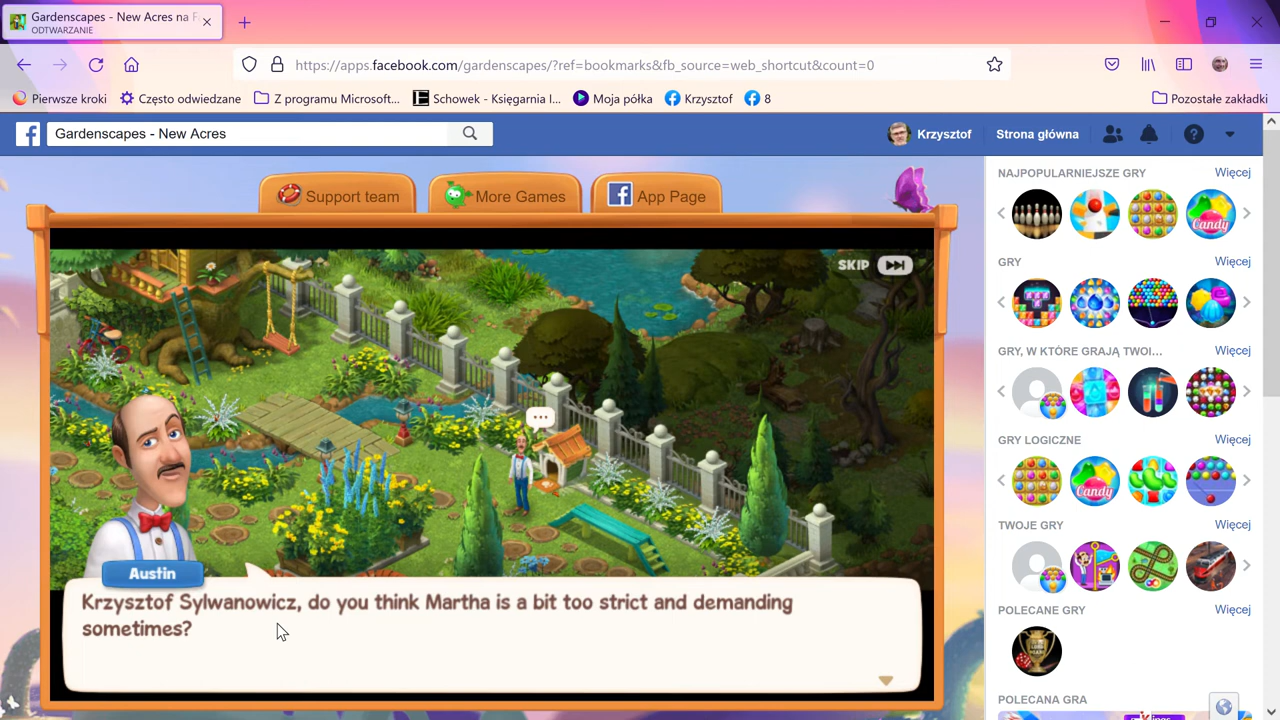 Gardenscapes - New Acres na F
ODTWARZANIE
https://apps.facebook.com/gardenscapes/?ref=bookmarks&fb_source=web_shortcut&count=0
Pierwsze kroki
Często odwiedzane
Z programu Microsoft...
Schowek - Księgarnia I...
Moja półka
Krzysztof
8
Pozostałe zakładki
Gardenscapes - New Acres
Krzysztof
Strona główna
Support team
More Games
App Page
SKIP
Austin
Krzysztof Sylwanowicz, do you think Martha is a bit too strict and demanding
sometimes?
NAJPOPULARNIEJSZE GRY
Więcej
Candy
GRY
Więcej
GRY, W KTÓRE GRAJĄ TWOI...
Więcej
GRY LOGICZNE
Więcej
Candy
TWOJE GRY
Więcej
POLECANE GRY
Więcej
POLECANA GRA